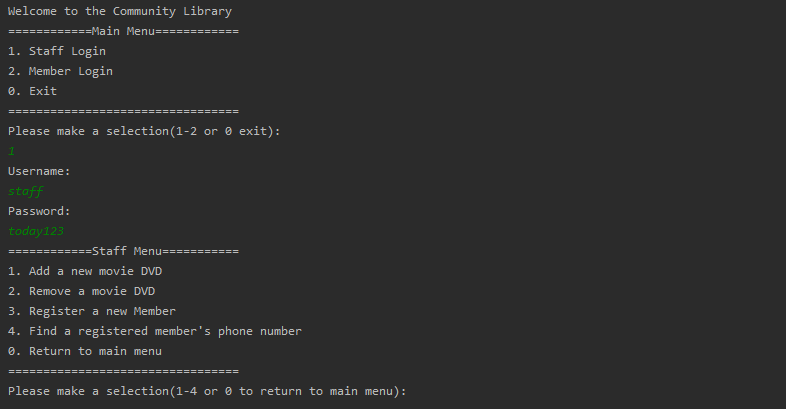 Welcome to the Community Library
============Main Menu============
1. Staff Login
2. Member Login
0. Exit
=================================
Please make a selection(1-2 or 0 exit):
1
Username:
staff
Password:
today123
============Staff Menu===========
1. Add a new movie DVD
2. Remove a movie DVD
3. Register a new Member
4. Find a registered member's phone number
0. Return to main menu
=================================
Please make a selection(1-4 or 0 to return to main menu):